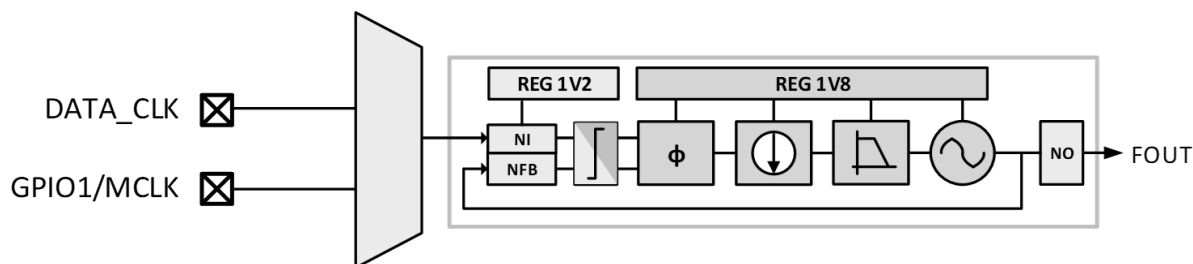 REG 1V2
REG 1V8
DATA_CLK
NI
ϕ
NO
FOUT
NFB
GPIO1/MCLK